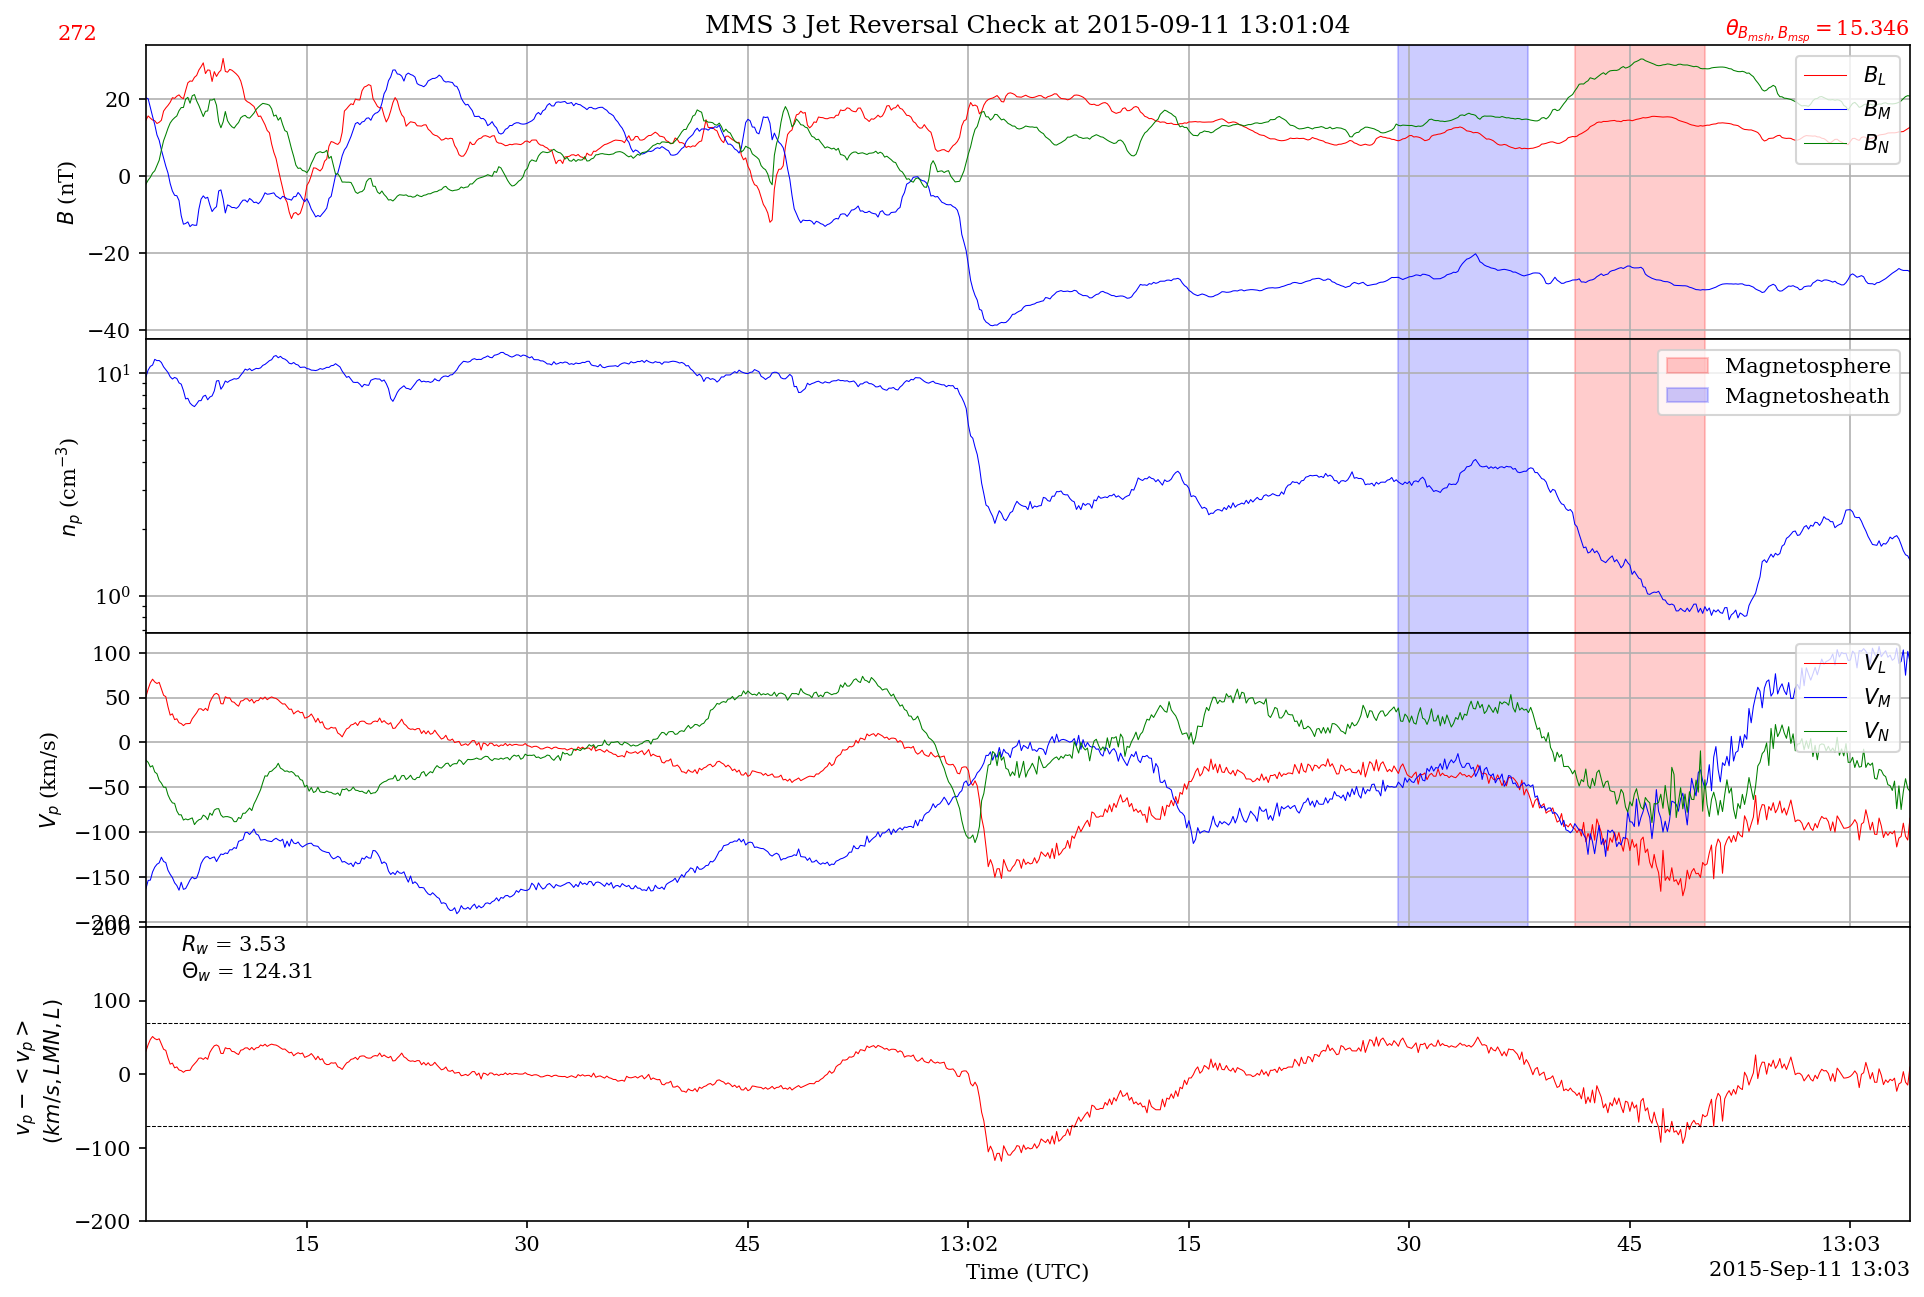 272
MMS 3 Jet Reversal Check at 2015-09-11 13:01:04
θ_{B_{msh}, B_{msp}} = 15.346
B (nT)
20
0
−20
−40
B_L
B_M
B_N
n_p (cm^{−3})
10^1
10^0
Magnetosphere
Magnetosheath
V_p (km/s)
100
50
0
−50
−100
−150
−200
V_L
V_M
V_N
v_p − < v_p >
(km/s, LMN, L)
200
100
0
−100
−200
R_w = 3.53
Θ_w = 124.31
15
30
45
13:02
15
30
45
13:03
Time (UTC)
2015-Sep-11 13:03